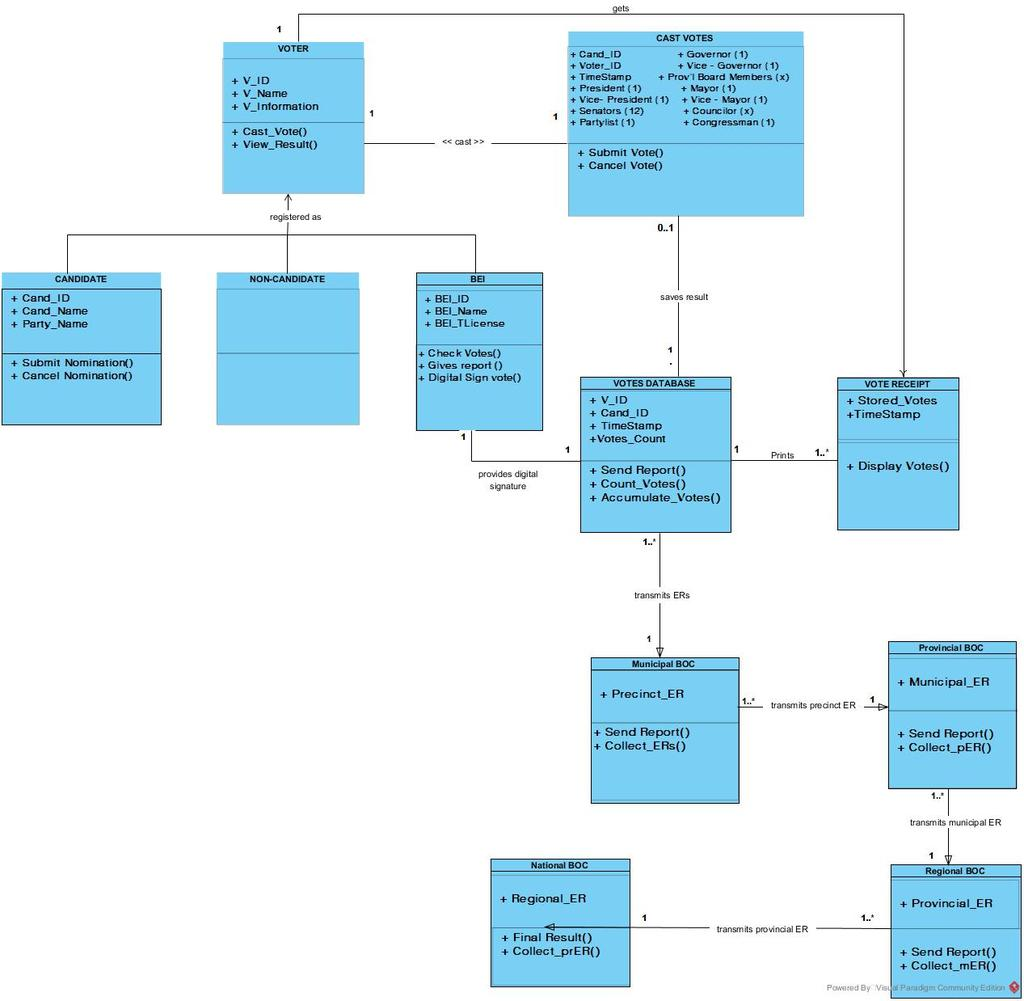 gets
1
VOTER
+ V_ID
+ V_Name
+ V_Information
+ Cast_Vote()
+ View_Result()
1
<< cast >>
1
CAST VOTES
+ Cand_ID + Governor (1)
+ Voter_ID + Vice - Governor (1)
+ TimeStamp + Prov'l Board Members (x)
+ President (1) + Mayor (1)
+ Vice- President (1) + Vice - Mayor (1)
+ Senators (12) + Councilor (x)
+ Partylist (1) + Congressman (1)
+ Submit Vote()
+ Cancel Vote()
registered as
CANDIDATE
+ Cand_ID
+ Cand_Name
+ Party_Name
+ Submit Nomination()
+ Cancel Nomination()
NON-CANDIDATE
BEI
+ BEI_ID
+ BEI_Name
+ BEI_TLicense
+ Check Votes()
+ Gives report ()
+ Digital Sign vote()
0..1
saves result
1
1
provides digital
signature
1
VOTES DATABASE
+ V_ID
+ Cand_ID
+ TimeStamp
+Votes_Count
+ Send Report()
+ Count_Votes()
+ Accumulate_Votes()
1
Prints
1..*
VOTE RECEIPT
+ Stored_Votes
+TimeStamp
+ Display Votes()
1..*
transmits ERs
1
Municipal BOC
+ Precinct_ER
+ Send Report()
+ Collect_ERs()
1..*
transmits precinct ER
1
Provincial BOC
+ Municipal_ER
+ Send Report()
+ Collect_pER()
1..*
transmits municipal ER
1
Regional BOC
+ Provincial_ER
+ Send Report()
+ Collect_mER()
1..*
transmits provincial ER
1
National BOC
+ Regional_ER
+ Final Result()
+ Collect_prER()
Powered By Visual Paradigm Community Edition